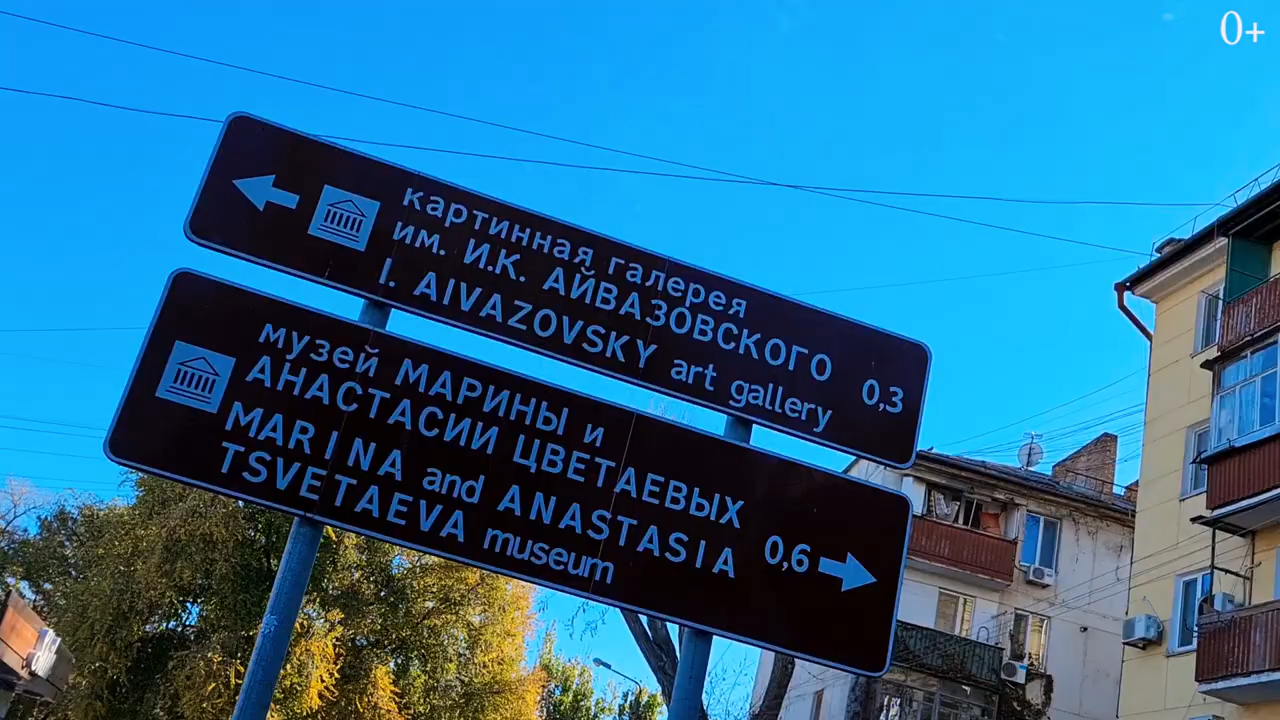 0+
картинная галерея
им. И.К. АЙВАЗОВСКОГО
I. AIVAZOVSKY art gallery
0,3
музей МАРИНЫ и
АНАСТАСИИ ЦВЕТАЕВЫХ
MARINA and ANASTASIA
TSVETAEVA museum
0,6